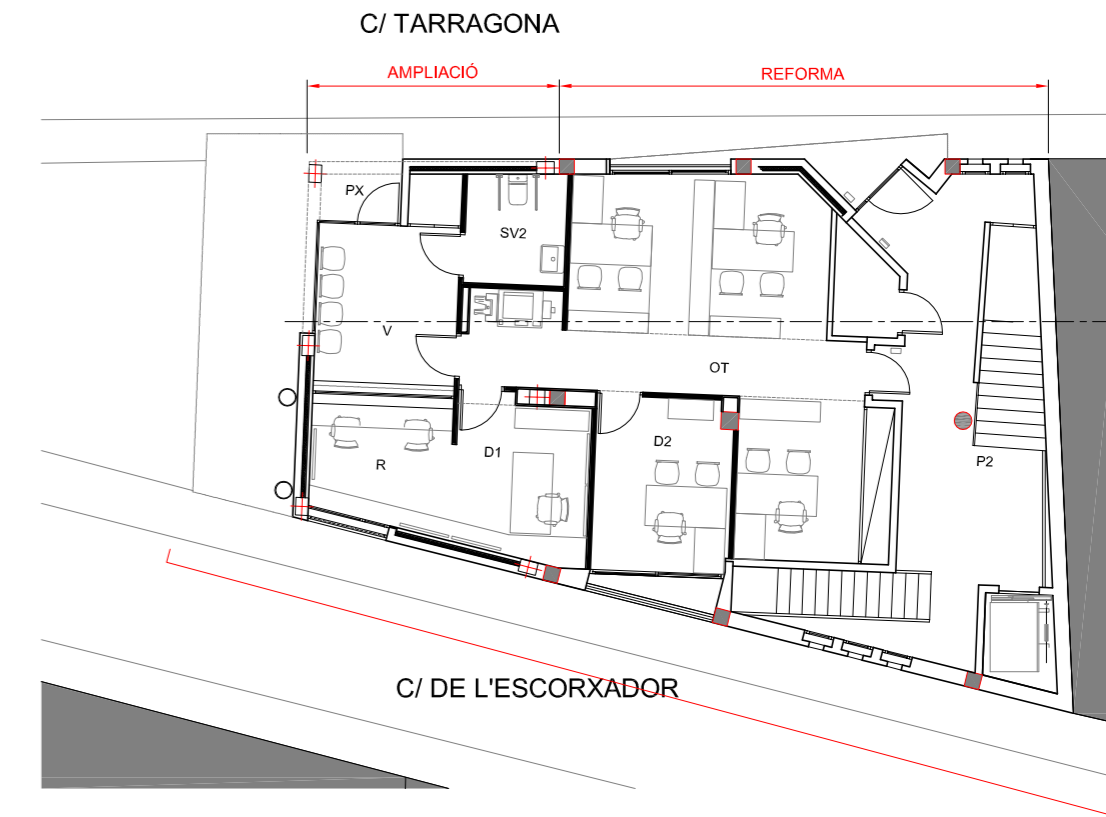 C/ TARRAGONA
AMPLIACIÓ
REFORMA
PX
SV2
V
OT
D2
D1
R
P2
C/ DE L'ESCORXADOR